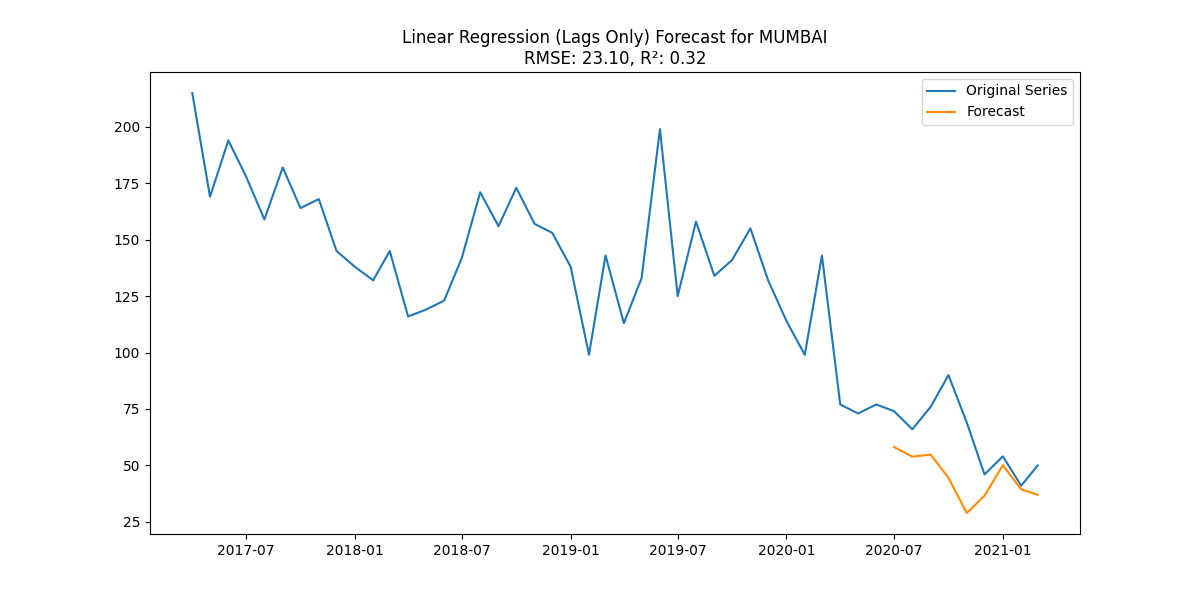 Linear Regression (Lags Only) Forecast for MUMBAI
RMSE: 23.10, R²: 0.32
Original Series
Forecast
200
175
150
125
100
75
50
25
2017-07 2018-01 2018-07 2019-01 2019-07 2020-01 2020-07 2021-01